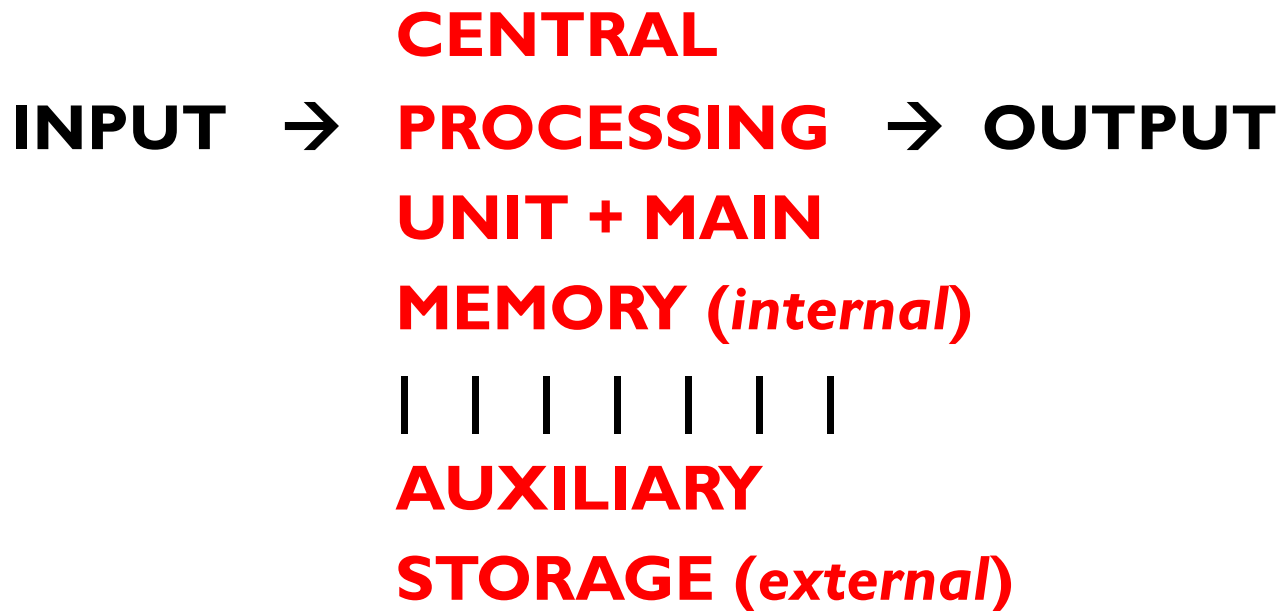 CENTRAL
INPUT → PROCESSING → OUTPUT
UNIT + MAIN
MEMORY (internal)
| | | | | | |
AUXILIARY
STORAGE (external)